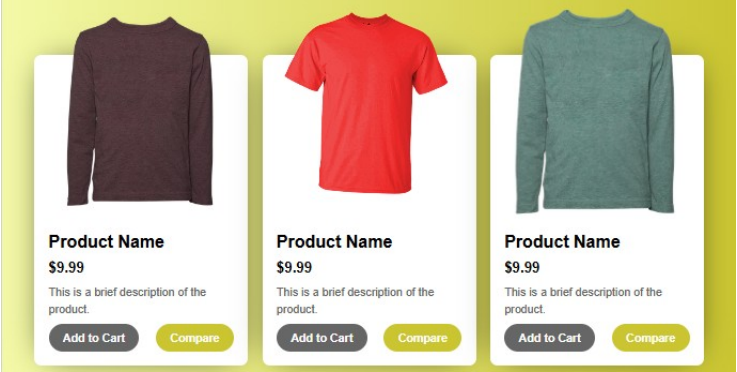 Product Name
$9.99
This is a brief description of the
product.
Add to Cart
Compare
Product Name
$9.99
This is a brief description of the
product.
Add to Cart
Compare
Product Name
$9.99
This is a brief description of the
product.
Add to Cart
Compare